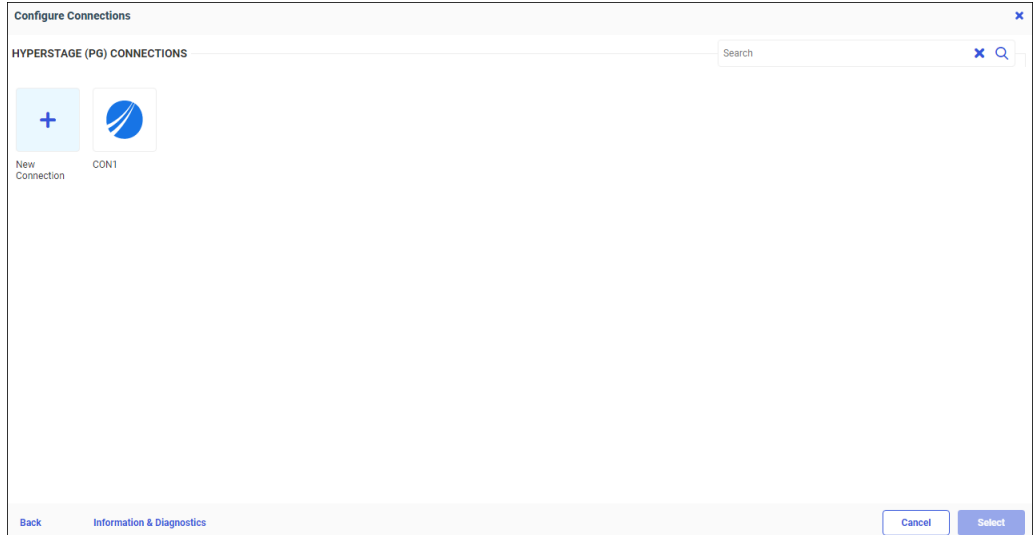 Configure Connections
HYPERSTAGE (PG) CONNECTIONS
Search
New
Connection
CON1
Back
Information & Diagnostics
Cancel
Select